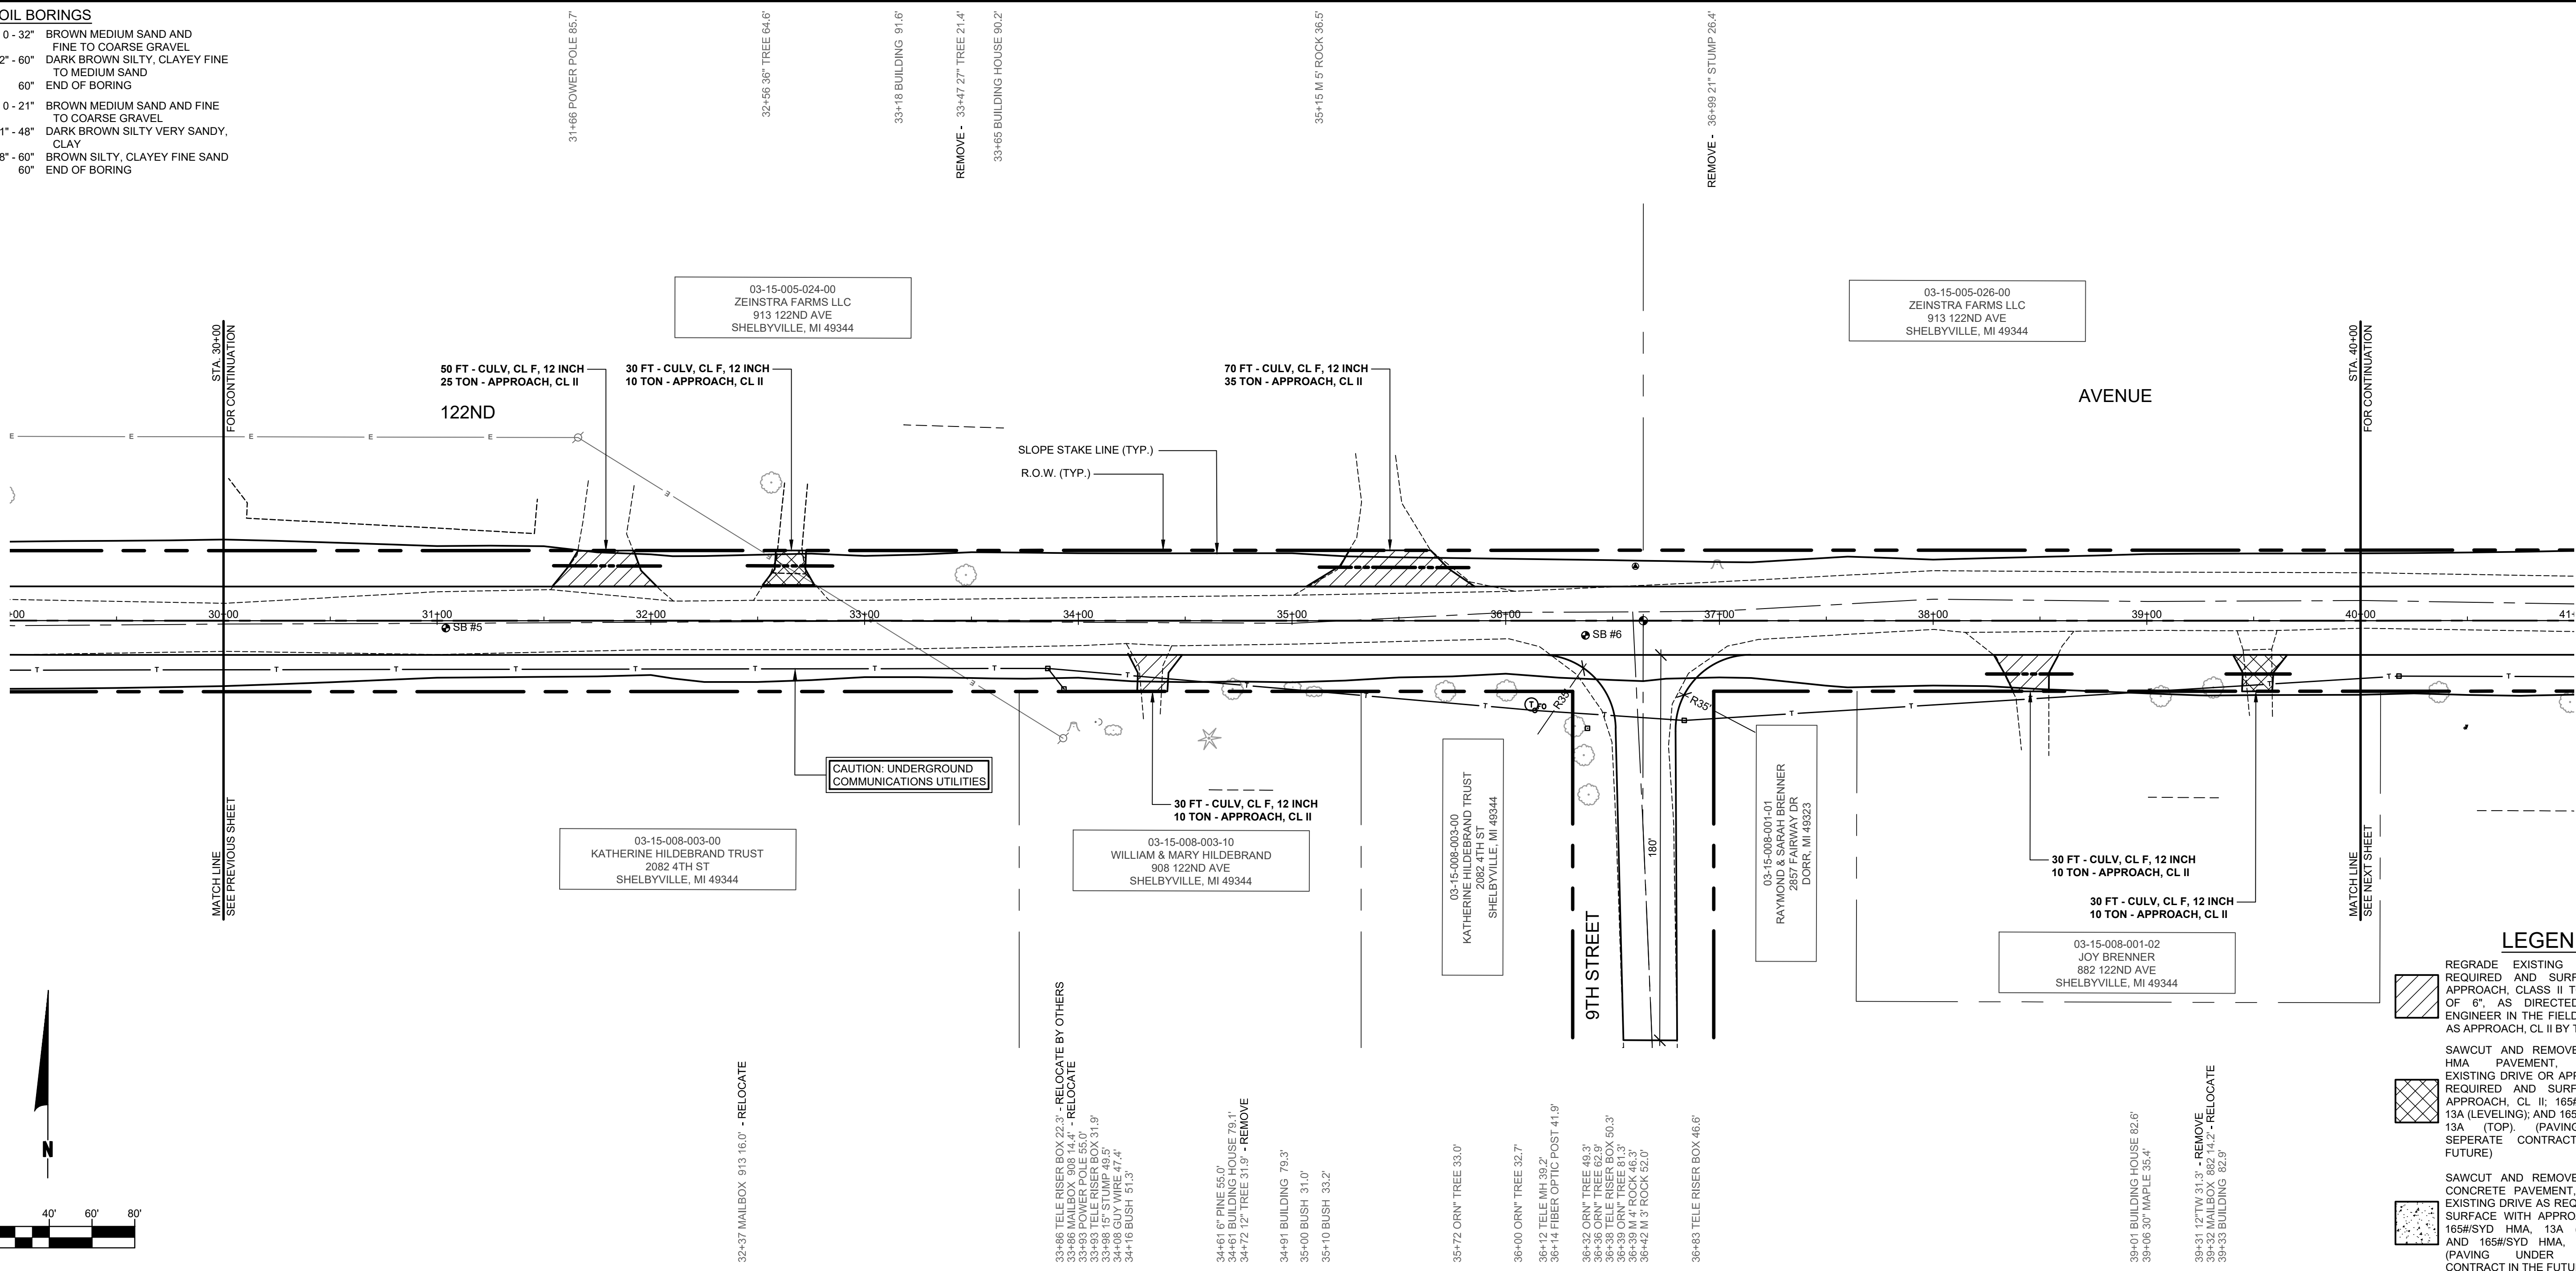 OIL BORINGS
0 - 32" BROWN MEDIUM SAND AND
FINE TO COARSE GRAVEL
2" - 60" DARK BROWN SILTY, CLAYEY FINE
TO MEDIUM SAND
60" END OF BORING
0 - 21" BROWN MEDIUM SAND AND FINE
TO COARSE GRAVEL
1" - 48" DARK BROWN SILTY VERY SANDY,
CLAY
8" - 60" BROWN SILTY, CLAYEY FINE SAND
60" END OF BORING
31+66 POWER POLE 85.7'
32+56 36" TREE 64.6'
33+18 BUILDING 91.6'
REMOVE - 33+47 27" TREE 21.4'
33+65 BUILDING HOUSE 90.2'
35+15 M 5' ROCK 36.5'
REMOVE - 36+99 21" STUMP 26.4'
03-15-005-024-00
ZEINSTRA FARMS LLC
913 122ND AVE
SHELBYVILLE, MI 49344
03-15-005-026-00
ZEINSTRA FARMS LLC
913 122ND AVE
SHELBYVILLE, MI 49344
STA. 30+00
FOR CONTINUATION
50 FT - CULV, CL F, 12 INCH
25 TON - APPROACH, CL II
30 FT - CULV, CL F, 12 INCH
10 TON - APPROACH, CL II
70 FT - CULV, CL F, 12 INCH
35 TON - APPROACH, CL II
STA. 40+00
FOR CONTINUATION
122ND
AVENUE
E E E E E
SLOPE STAKE LINE (TYP.)
R.O.W. (TYP.)
E
E
+00 30+00 31+00 32+00 33+00 34+00 35+00 36+00 37+00 38+00 39+00 40+00 41+
SB #5
SB #6
T T T T T T T T T T T T T T T T T T T
E
T FO
R35'
R35'
180'
CAUTION: UNDERGROUND
COMMUNICATIONS UTILITIES
30 FT - CULV, CL F, 12 INCH
10 TON - APPROACH, CL II
MATCH LINE
SEE PREVIOUS SHEET
03-15-008-003-00
KATHERINE HILDEBRAND TRUST
2082 4TH ST
SHELBYVILLE, MI 49344
03-15-008-003-10
WILLIAM & MARY HILDEBRAND
908 122ND AVE
SHELBYVILLE, MI 49344
03-15-008-003-00
KATHERINE HILDEBRAND TRUST
2082 4TH ST
SHELBYVILLE, MI 49344
9TH STREET
03-15-008-001-01
RAYMOND & SARAH BRENNER
2857 FAIRWAY DR
DORR, MI 49323
30 FT - CULV, CL F, 12 INCH
10 TON - APPROACH, CL II
30 FT - CULV, CL F, 12 INCH
10 TON - APPROACH, CL II
MATCH LINE
SEE NEXT SHEET
03-15-008-001-02
JOY BRENNER
882 122ND AVE
SHELBYVILLE, MI 49344
LEGEN
REGRADE EXISTING
REQUIRED AND SURF
APPROACH, CLASS II T
OF 6", AS DIRECTED
ENGINEER IN THE FIELD
AS APPROACH, CL II BY T
SAWCUT AND REMOVE
HMA PAVEMENT,
EXISTING DRIVE OR APP
REQUIRED AND SURF
APPROACH, CL II; 165#
13A (LEVELING); AND 165
13A (TOP). (PAVING
SEPERATE CONTRACT
FUTURE)
SAWCUT AND REMOVE
CONCRETE PAVEMENT,
EXISTING DRIVE AS REQ
SURFACE WITH APPRO
165#/SYD HMA, 13A
AND 165#/SYD HMA,
(PAVING UNDER
CONTRACT IN THE FUTU
N
40' 60' 80'
32+37 MAILBOX 913 16.0' - RELOCATE
33+86 TELE RISER BOX 22.3' - RELOCATE BY OTHERS
33+86 MAILBOX 908 14.4' - RELOCATE
33+93 POWER POLE 55.0'
33+93 TELE RISER BOX 31.9'
33+98 15" STUMP 49.5'
34+08 GUY WIRE 47.4'
34+16 BUSH 51.3'
34+61 6" PINE 55.0'
34+61 BUILDING HOUSE 79.1'
34+72 12" TREE 31.9' - REMOVE
34+91 BUILDING 79.3'
35+00 BUSH 31.0'
35+10 BUSH 33.2'
35+72 ORN" TREE 33.0'
36+00 ORN" TREE 32.7'
36+12 TELE MH 39.2'
36+14 FIBER OPTIC POST 41.9'
36+32 ORN" TREE 49.3'
36+36 ORN" TREE 62.9'
36+38 TELE RISER BOX 50.3'
36+39 ORN" TREE 81.3'
36+39 M 4' ROCK 46.3'
36+42 M 3' ROCK 52.0'
36+83 TELE RISER BOX 46.6'
39+01 BUILDING HOUSE 82.6'
39+06 30" MAPLE 35.4'
39+31 12"TW 31.3' - REMOVE
39+32 MAILBOX 882 14.2' - RELOCATE
39+33 BUILDING 82.9'